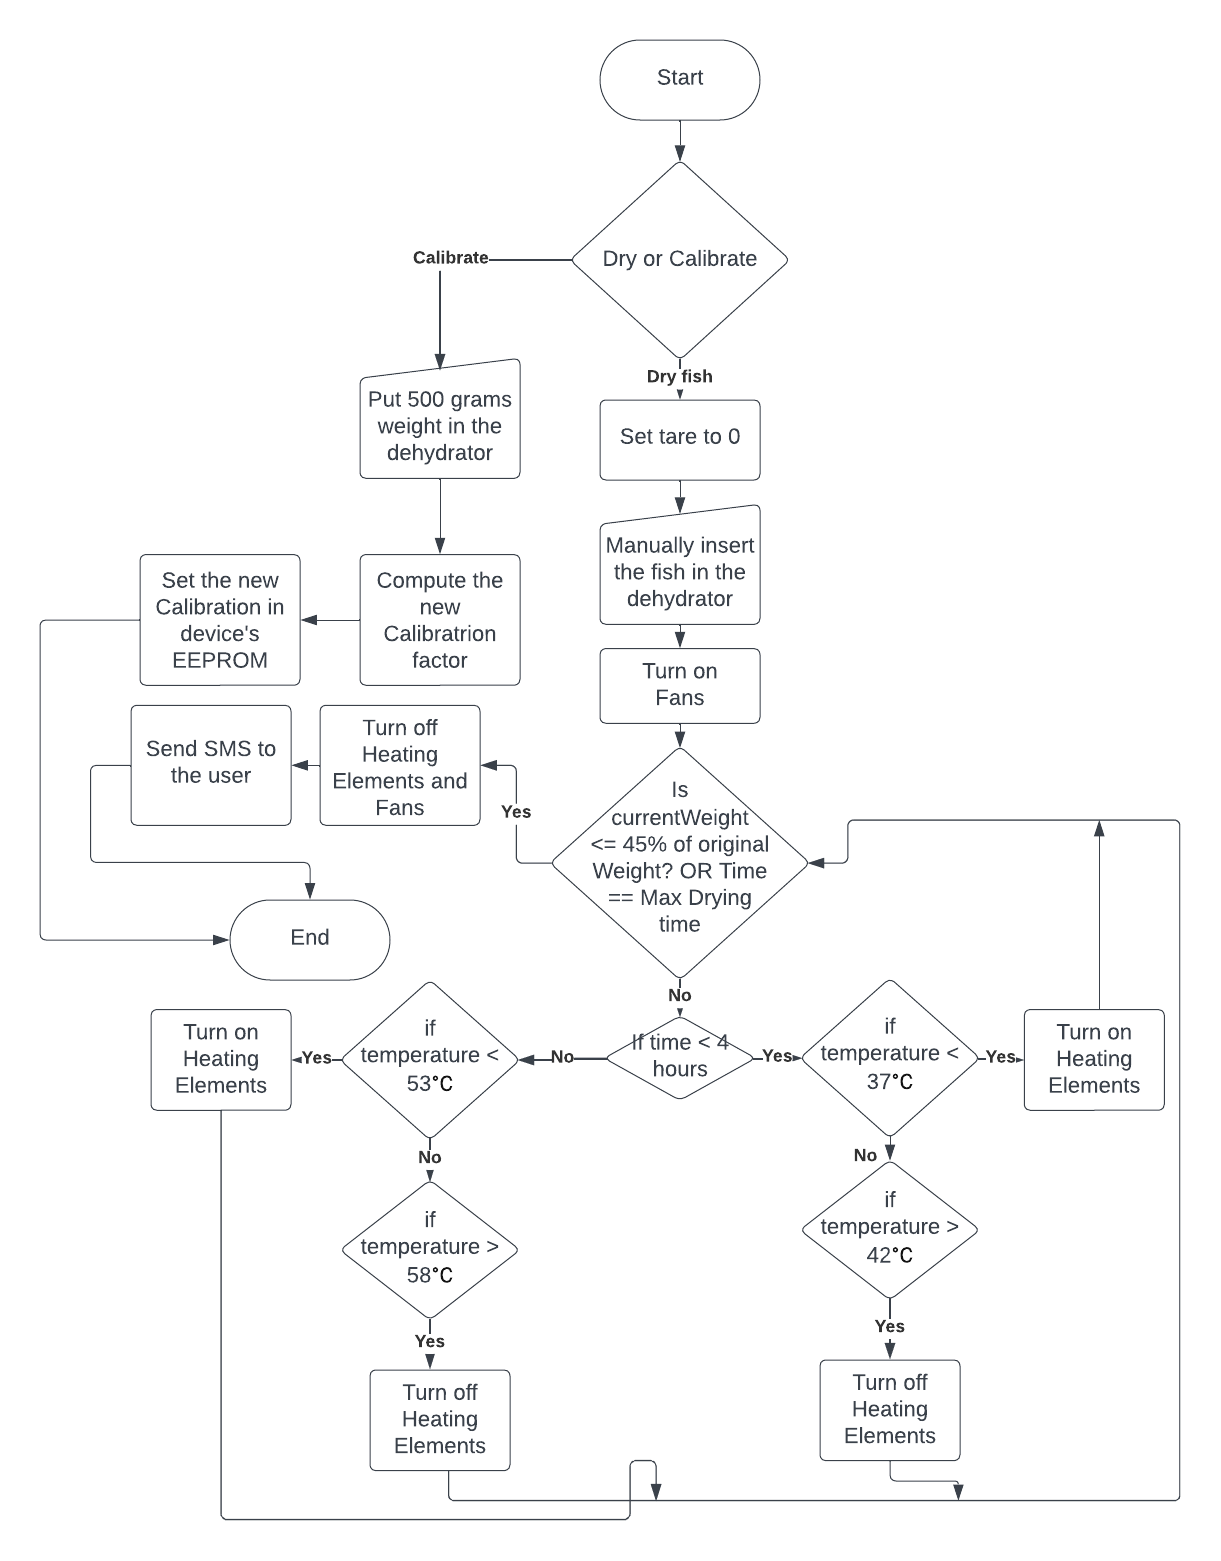 Start
Dry or Calibrate
Calibrate
Dry fish
Put 500 grams
weight in the
dehydrator
Set tare to 0
Manually insert
the fish in the
dehydrator
Set the new
Calibration in
device's
EEPROM
Compute the
new
Calibratrion
factor
Turn on
Fans
Send SMS to
the user
Turn off
Heating
Elements and
Fans
Yes
Is
currentWeight
<= 45% of original
Weight? OR Time
== Max Drying
time
End
No
Turn on
Heating
Elements
Yes
if
temperature <
53°C
No
If time < 4
hours
Yes
if
temperature <
37°C
Yes
Turn on
Heating
Elements
No
No
if
temperature >
58°C
if
temperature >
42°C
Yes
Yes
Turn off
Heating
Elements
Turn off
Heating
Elements